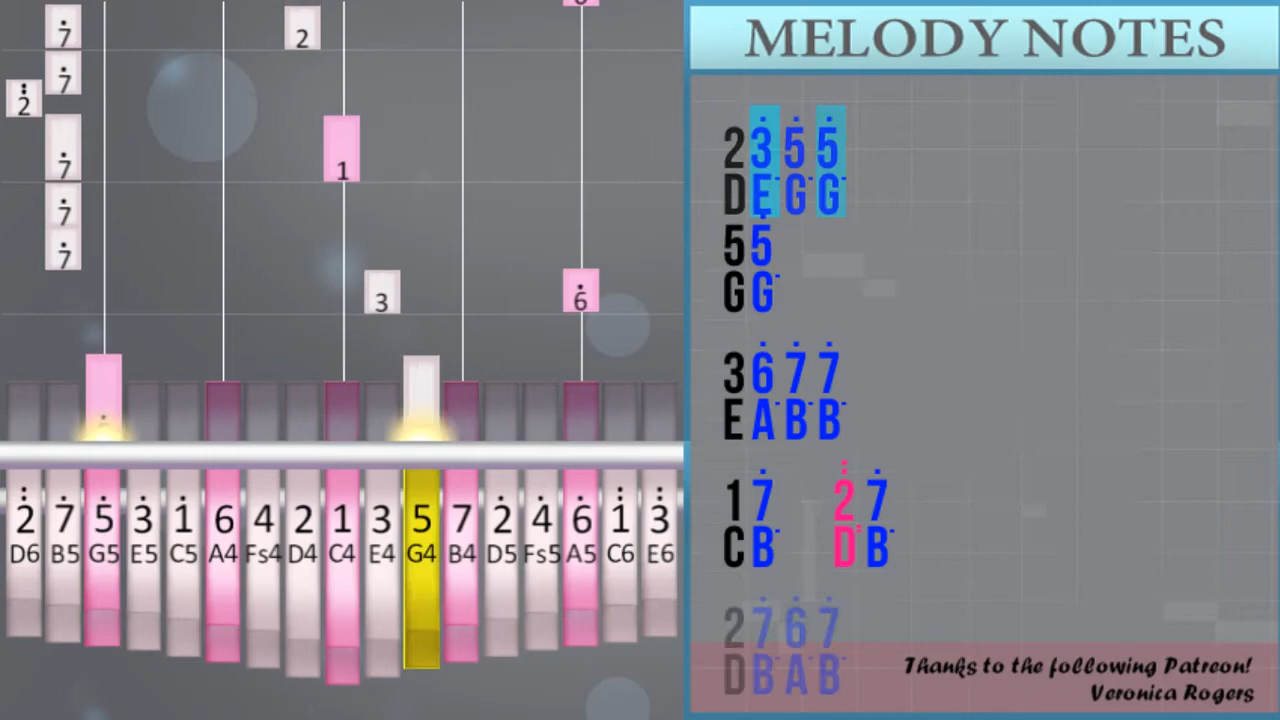 MELODY NOTES
7̇
2
7̇
2̈
1
7̇
7̇
7̇
3
6̇
2 3̇ 5̇ 5̇
D E˙ G˙ G˙
5 5̇
G G˙
3 6̇ 7̇ 7̇
E A˙ B˙ B˙
1 7̇ 2̈ 7̇
C B˙ D¨ B˙
2 7̇ 6̇ 7̇
D B˙ A˙ B˙
2̈ 7̇ 5̇ 3̇ 1̇ 6 4 2 1 3 5 7 2̇ 4̇ 6̇ 1̈ 3̈
D6 B5 G5 E5 C5 A4 Fs4 D4 C4 E4 G4 B4 D5 Fs5 A5 C6 E6
Thanks to the following Patreon!
Veronica Rogers